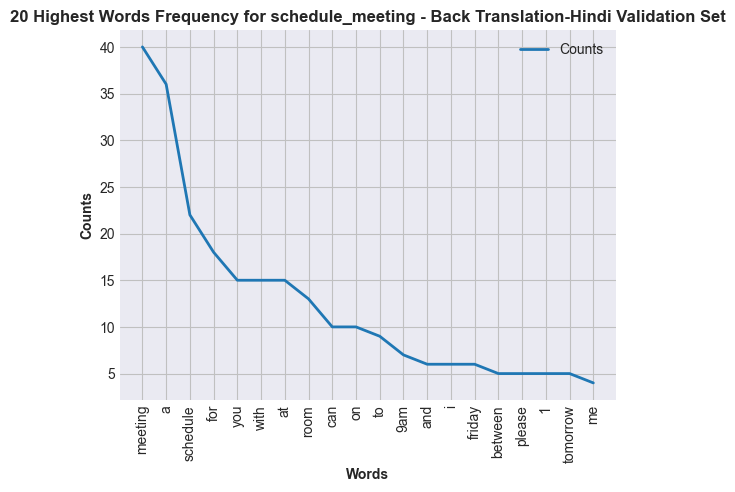 20 Highest Words Frequency for schedule_meeting - Back Translation-Hindi Validation Set
Counts
40
35
30
25
20
15
10
5
Counts
meeting
a
schedule
for
you
with
at
room
can
on
to
9am
and
i
friday
between
please
1
tomorrow
me
Words